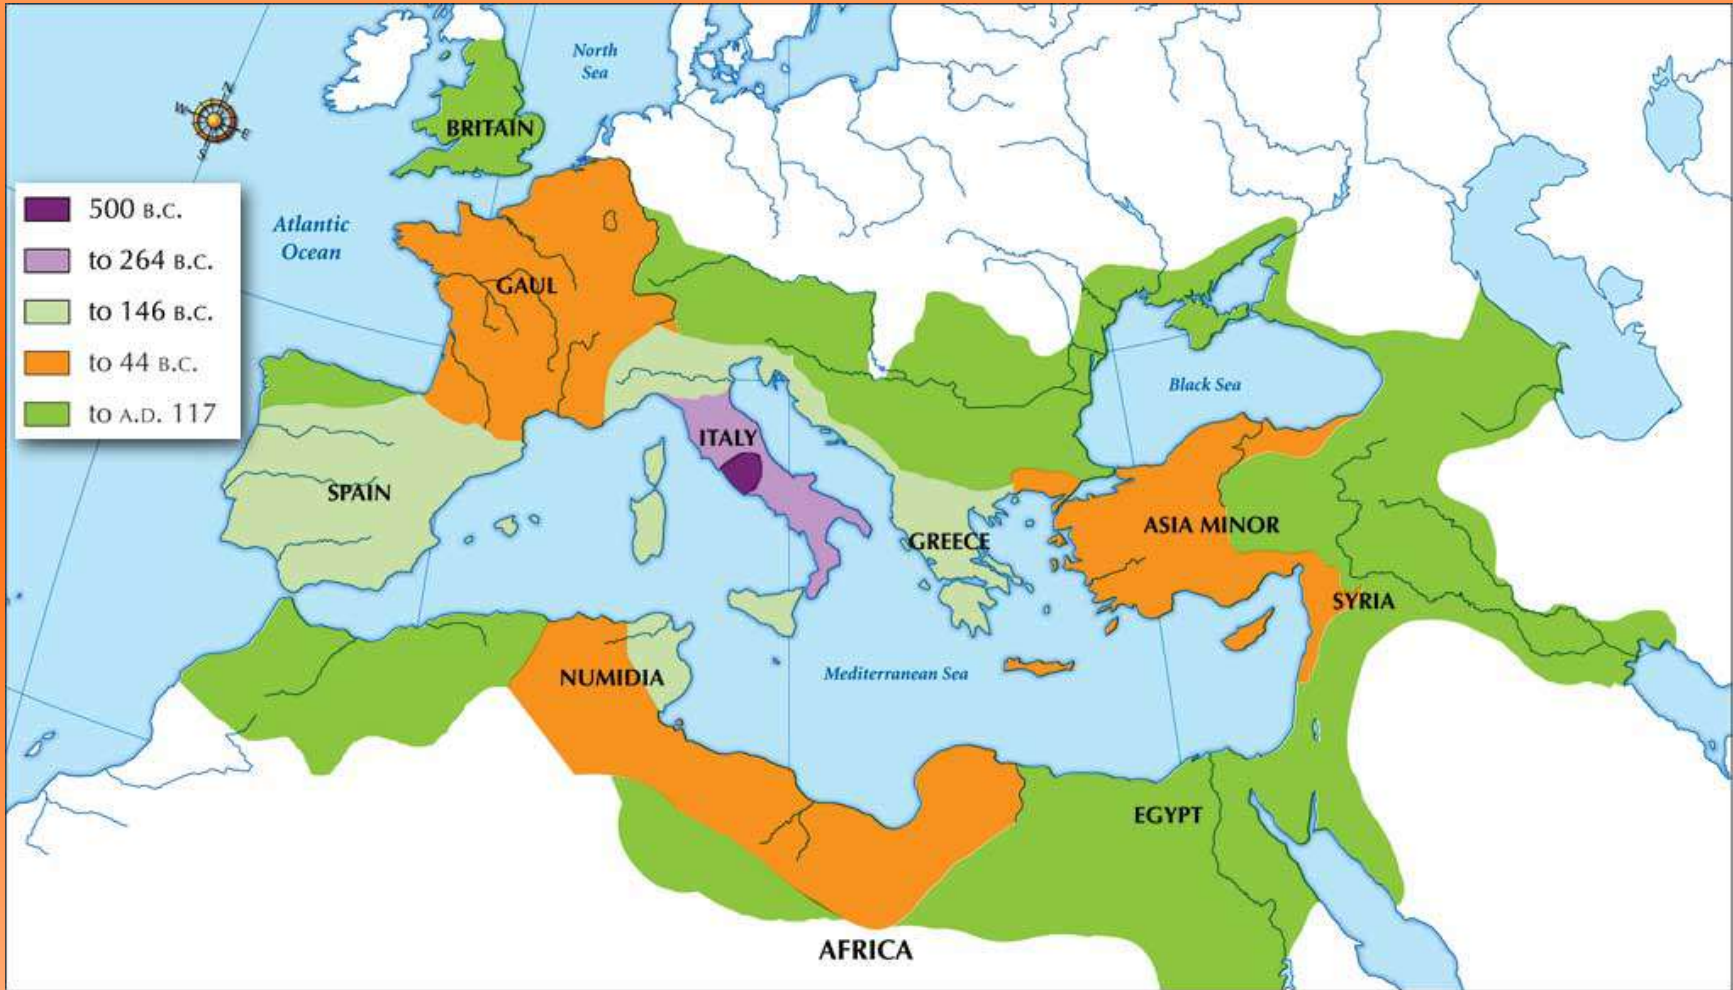 North
Sea
BRITAIN
N
W
E
S
500 B.C.
to 264 B.C.
to 146 B.C.
to 44 B.C.
to A.D. 117
Atlantic
Ocean
GAUL
Black Sea
ITALY
SPAIN
ASIA MINOR
GREECE
SYRIA
NUMIDIA
Mediterranean Sea
EGYPT
AFRICA